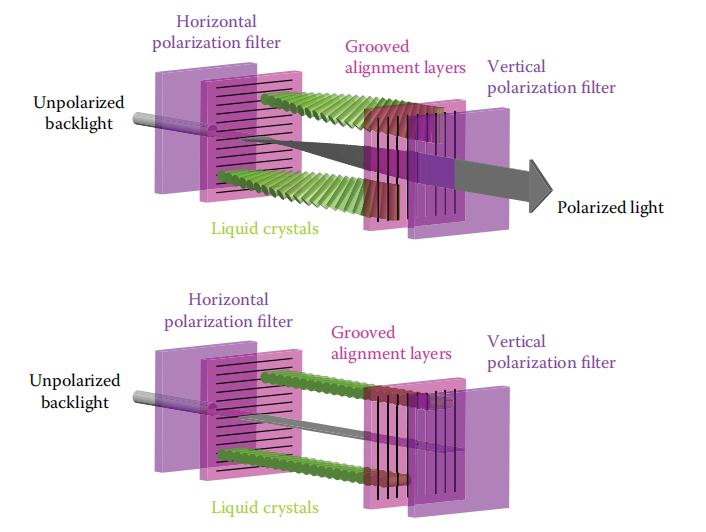 Horizontal
polarization filter
Grooved
alignment layers
Vertical
polarization filter
Unpolarized
backlight
Polarized light
Liquid crystals
Horizontal
polarization filter
Grooved
alignment layers
Vertical
polarization filter
Unpolarized
backlight
Liquid crystals